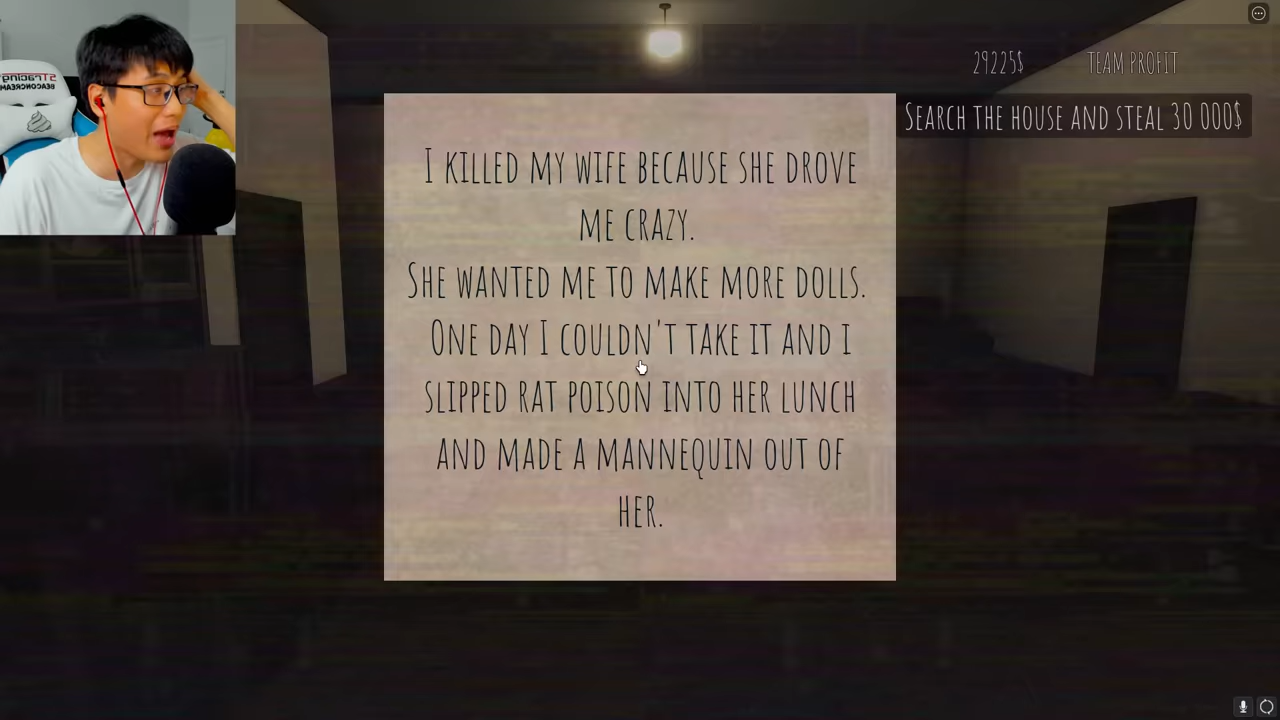 STracing
BEACONCREAM
29225$ TEAM PROFIT
SEARCH THE HOUSE AND STEAL 30 000$
I KILLED MY WIFE BECAUSE SHE DROVE
ME CRAZY.
SHE WANTED ME TO MAKE MORE DOLLS.
ONE DAY I COULDN'T TAKE IT AND I
SLIPPED RAT POISON INTO HER LUNCH
AND MADE A MANNEQUIN OUT OF
HER.